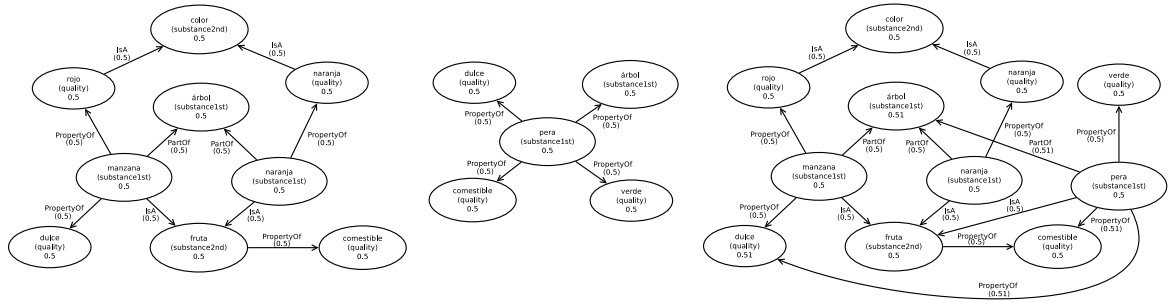 color
(substance2nd)
0.5
IsA
(0.5)
IsA
(0.5)
rojo
(quality)
0.5
naranja
(quality)
0.5
árbol
(substance1st)
0.5
PropertyOf
(0.5)
PartOf
(0.5)
PartOf
(0.5)
PropertyOf
(0.5)
manzana
(substance1st)
0.5
naranja
(substance1st)
0.5
PropertyOf
(0.5)
IsA
(0.5)
IsA
(0.5)
dulce
(quality)
0.5
fruta
(substance2nd)
0.5
PropertyOf
(0.5)
comestible
(quality)
0.5
dulce
(quality)
0.5
árbol
(substance1st)
0.5
PropertyOf
(0.5)
PropertyOf
(0.5)
pera
(substance1st)
0.5
PropertyOf
(0.5)
PropertyOf
(0.5)
comestible
(quality)
0.5
verde
(quality)
0.5
color
(substance2nd)
0.5
IsA
(0.5)
IsA
(0.5)
rojo
(quality)
0.5
naranja
(quality)
0.5
verde
(quality)
0.5
árbol
(substance1st)
0.51
PropertyOf
(0.5)
PartOf
(0.5)
PartOf
(0.5)
PropertyOf
(0.5)
PartOf
(0.51)
PropertyOf
(0.5)
manzana
(substance1st)
0.5
naranja
(substance1st)
0.5
pera
(substance1st)
0.5
PropertyOf
(0.5)
IsA
(0.5)
IsA
(0.5)
IsA
(0.5)
PropertyOf
(0.51)
dulce
(quality)
0.51
fruta
(substance2nd)
0.5
PropertyOf
(0.5)
comestible
(quality)
0.5
PropertyOf
(0.51)